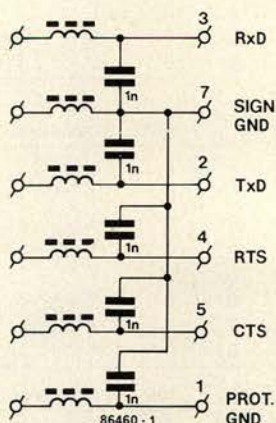 3
RxD
1n
7
SIGN
GND
1n
2
TxD
1n
4
RTS
1n
5
CTS
1n
1
PROT.
GND
86460 - 1